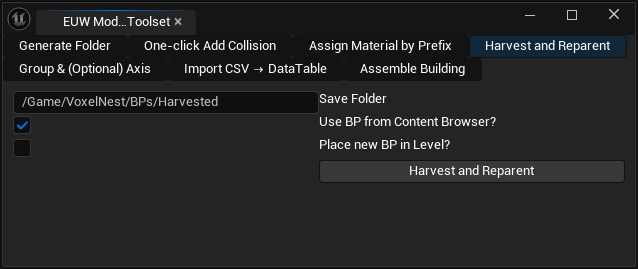 EUW Mod...Toolset
Generate Folder One-click Add Collision Assign Material by Prefix Harvest and Reparent
Group & (Optional) Axis Import CSV → DataTable Assemble Building
/Game/VoxelNest/BPs/Harvested Save Folder
Use BP from Content Browser?
Place new BP in Level?
Harvest and Reparent